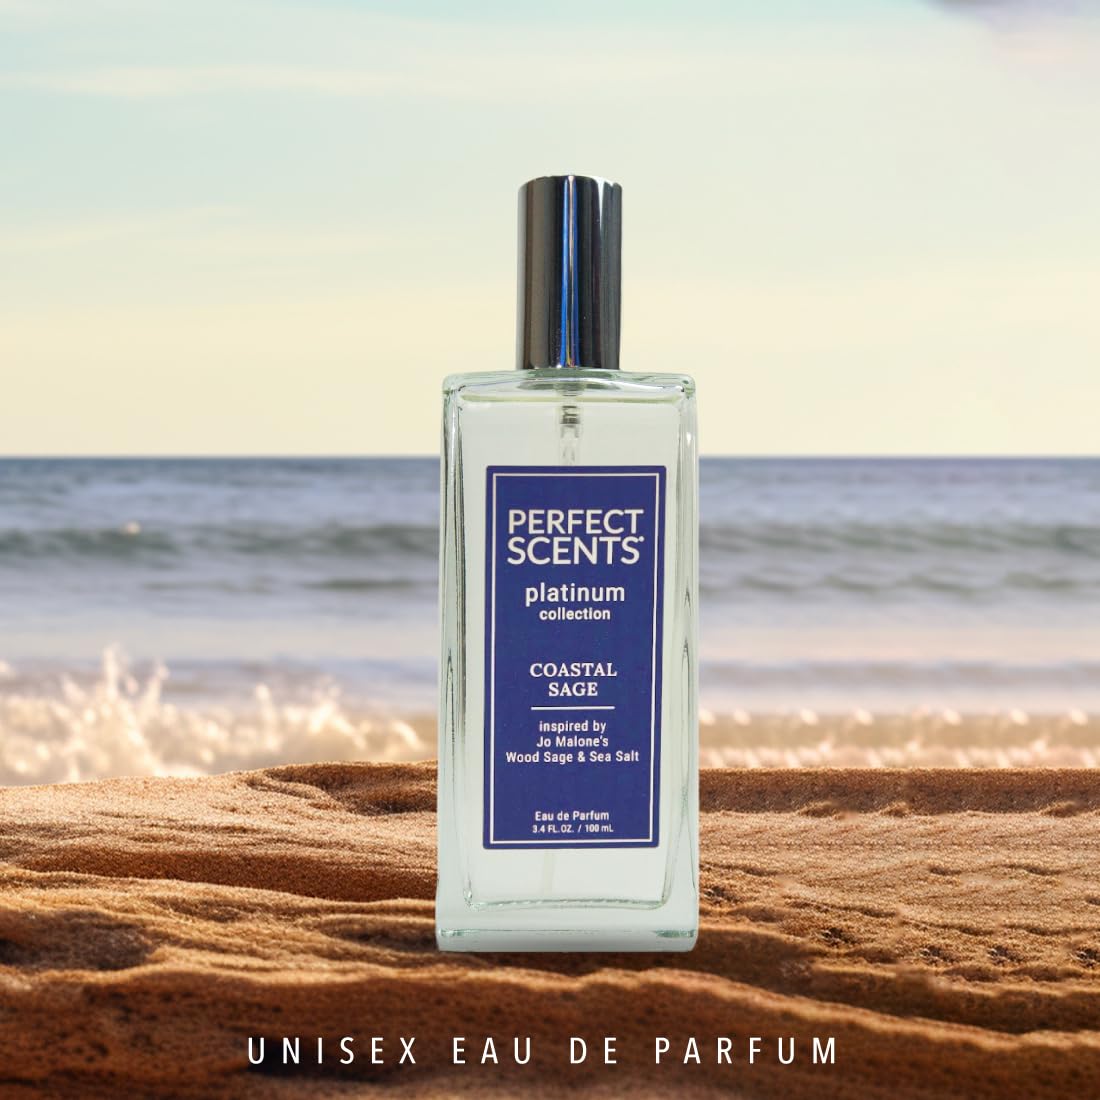 PERFECT
SCENTS®
platinum
collection
COASTAL
SAGE
inspired by
Jo Malone's
Wood Sage & Sea Salt
Eau de Parfum
3.4 FL. OZ. / 100 mL
UNISEX EAU DE PARFUM